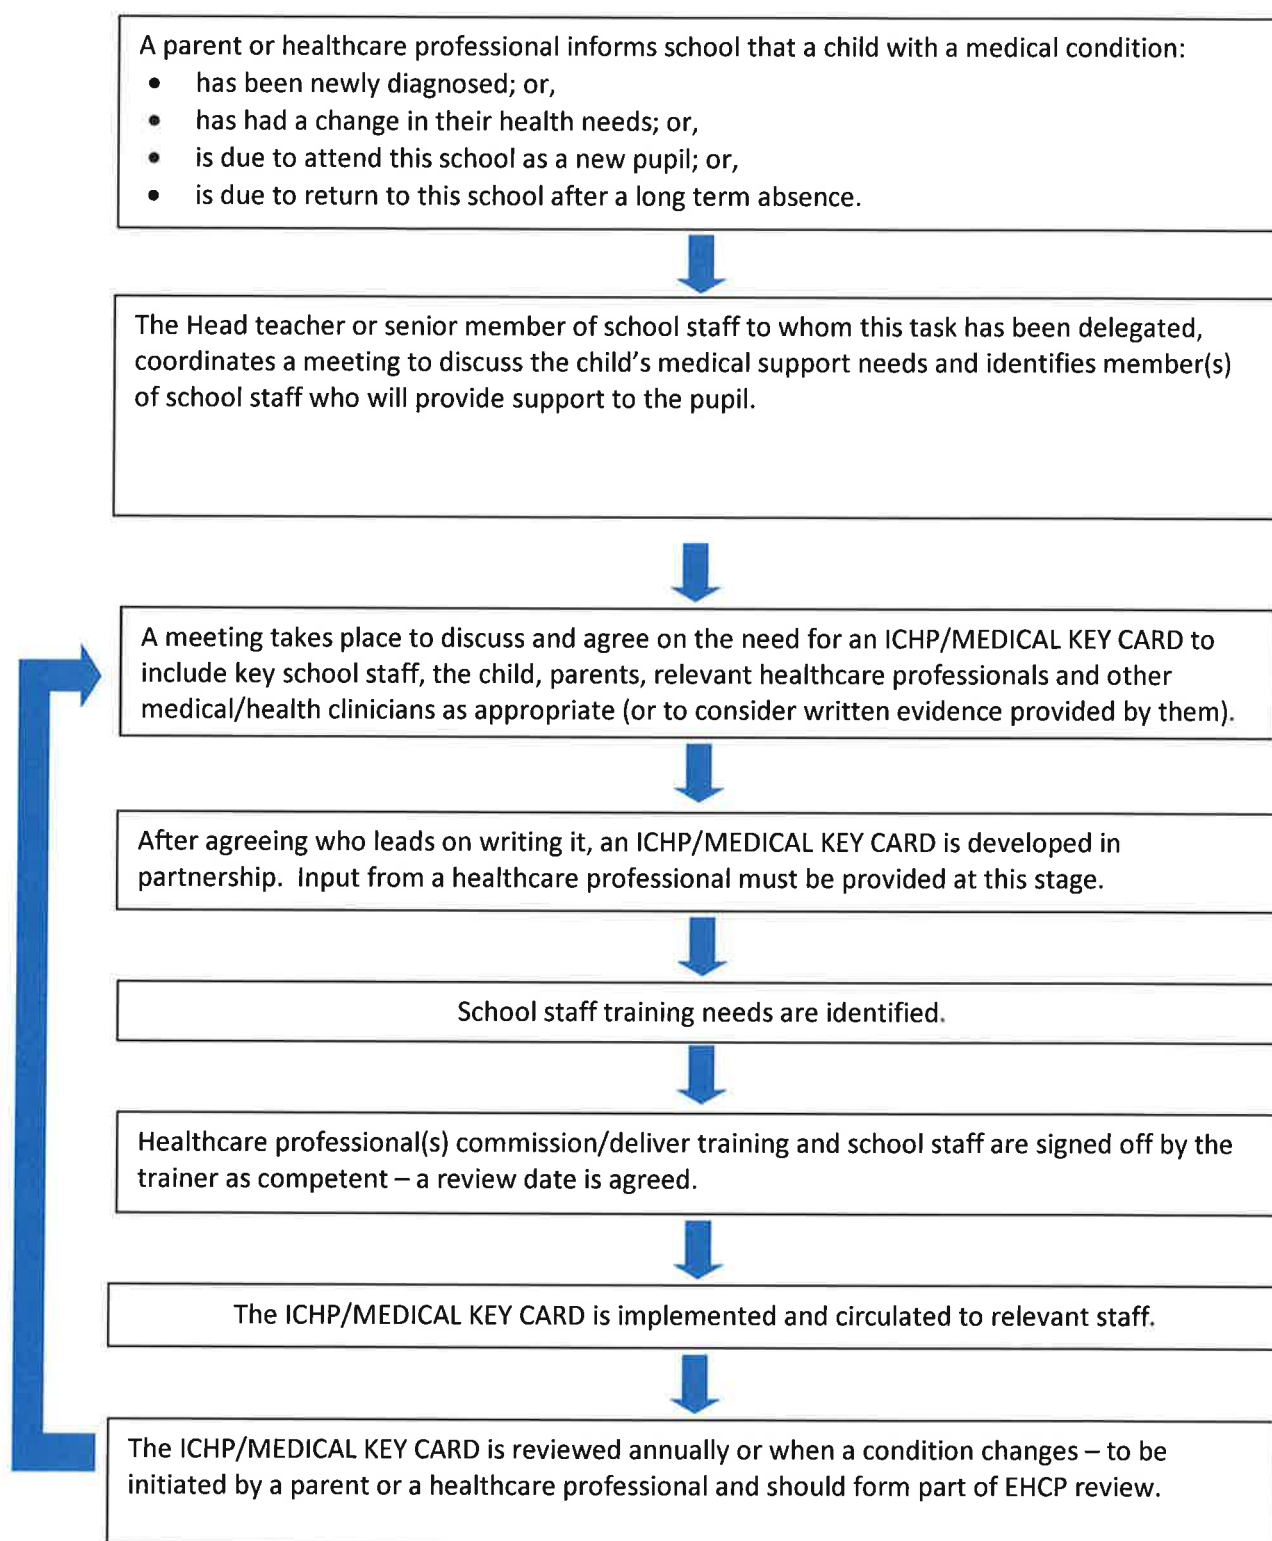 A parent or healthcare professional informs school that a child with a medical condition:
• has been newly diagnosed; or,
• has had a change in their health needs; or,
• is due to attend this school as a new pupil; or,
• is due to return to this school after a long term absence.
The Head teacher or senior member of school staff to whom this task has been delegated,
coordinates a meeting to discuss the child's medical support needs and identifies member(s)
of school staff who will provide support to the pupil.
A meeting takes place to discuss and agree on the need for an ICHP/MEDICAL KEY CARD to
include key school staff, the child, parents, relevant healthcare professionals and other
medical/health clinicians as appropriate (or to consider written evidence provided by them).
After agreeing who leads on writing it, an ICHP/MEDICAL KEY CARD is developed in
partnership.  Input from a healthcare professional must be provided at this stage.
School staff training needs are identified.
Healthcare professional(s) commission/deliver training and school staff are signed off by the
trainer as competent – a review date is agreed.
The ICHP/MEDICAL KEY CARD is implemented and circulated to relevant staff.
The ICHP/MEDICAL KEY CARD is reviewed annually or when a condition changes – to be
initiated by a parent or a healthcare professional and should form part of EHCP review.